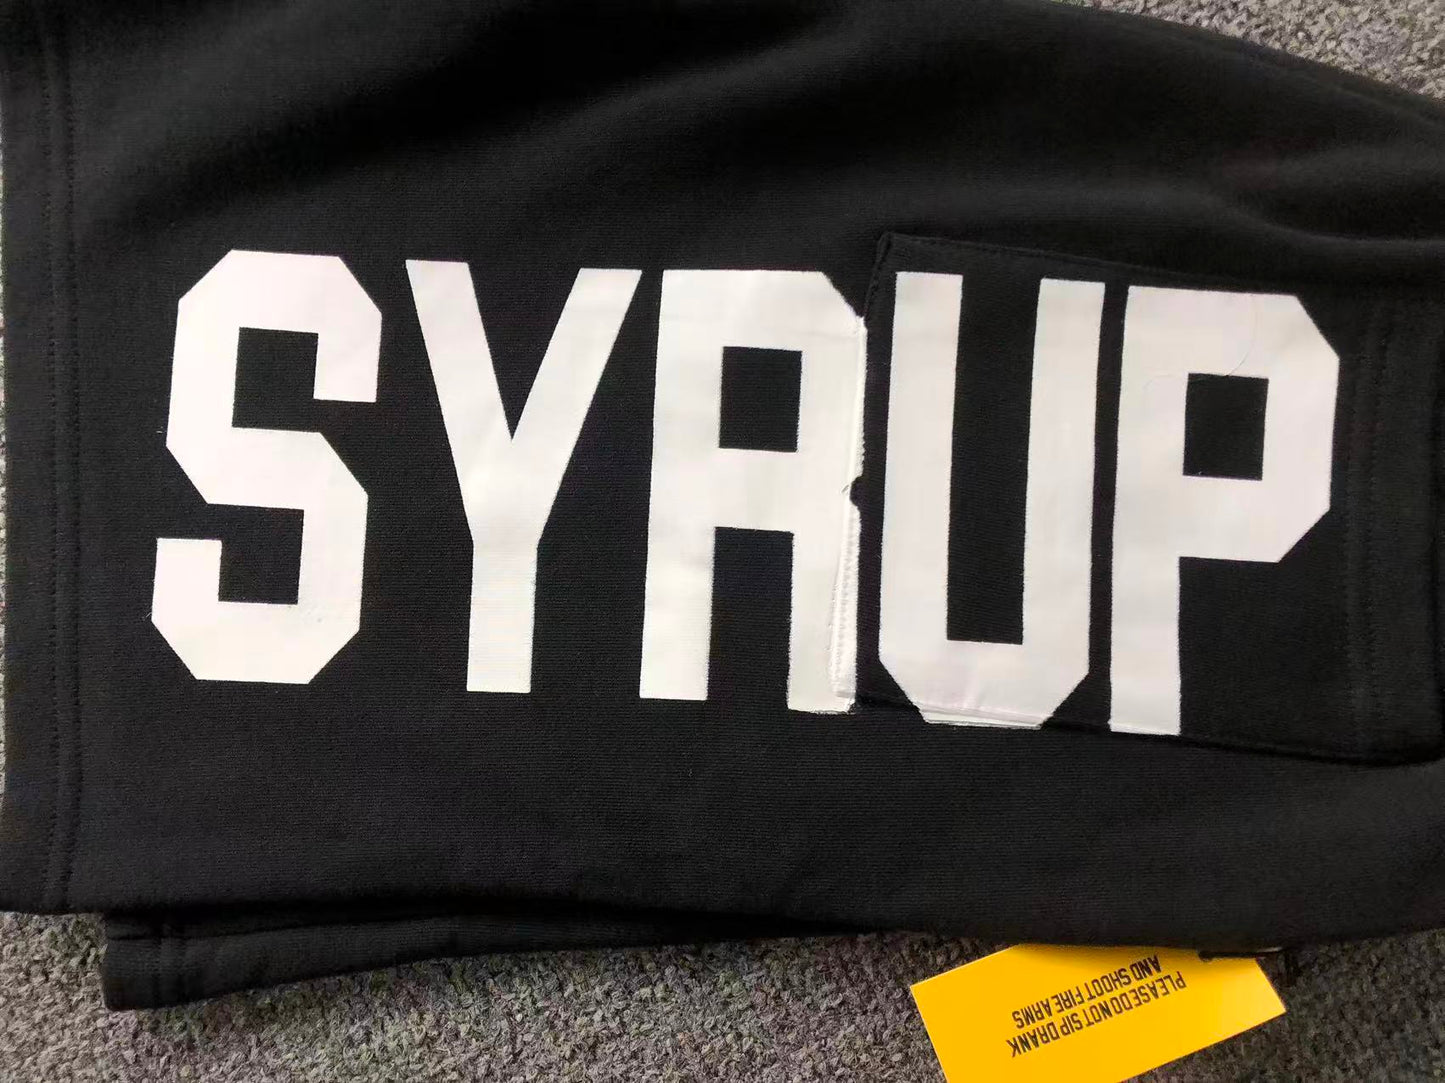 SYRUP
PLEASE DO NOT SIP DRANK
AND SHOOT FIRE ARMS